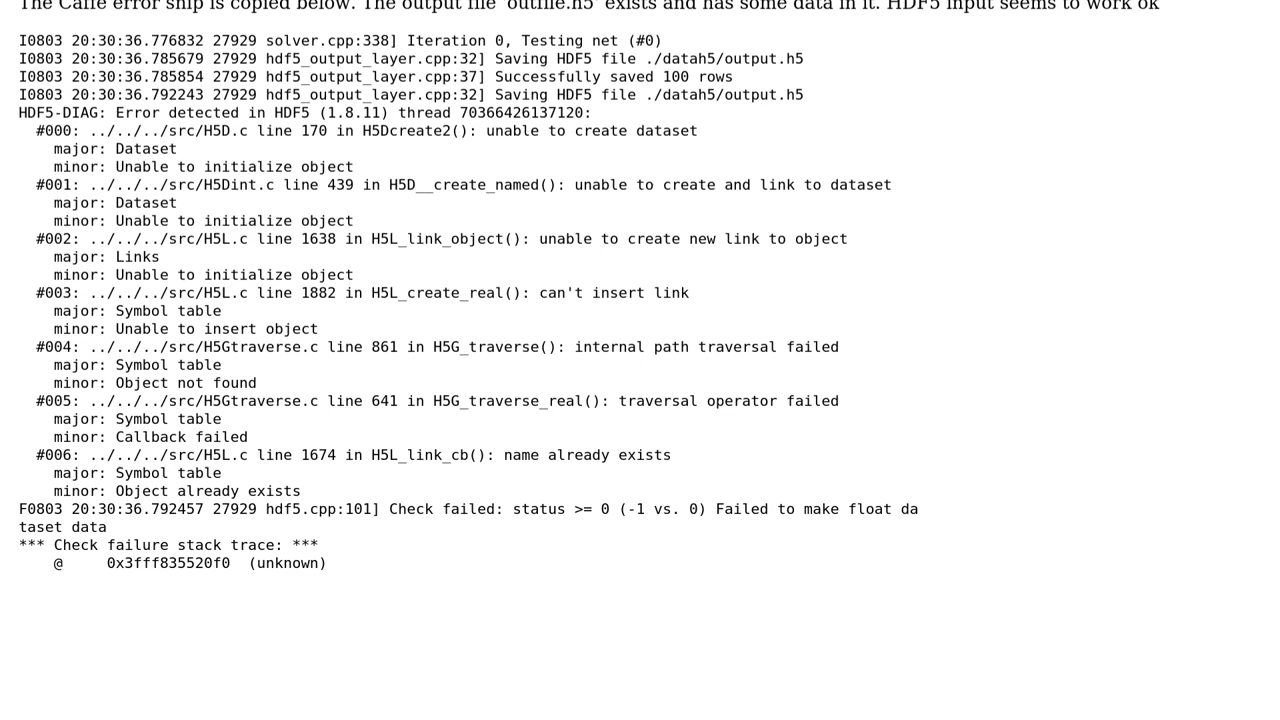 The Caffe error snip is copied below. The output file 'outfile.h5' exists and has some data in it. HDF5 input seems to work ok
I0803 20:30:36.776832 27929 solver.cpp:338] Iteration 0, Testing net (#0)
I0803 20:30:36.785679 27929 hdf5_output_layer.cpp:32] Saving HDF5 file ./datah5/output.h5
I0803 20:30:36.785854 27929 hdf5_output_layer.cpp:37] Successfully saved 100 rows
I0803 20:30:36.792243 27929 hdf5_output_layer.cpp:32] Saving HDF5 file ./datah5/output.h5
HDF5-DIAG: Error detected in HDF5 (1.8.11) thread 70366426137120:
  #000: ../../../src/H5D.c line 170 in H5Dcreate2(): unable to create dataset
    major: Dataset
    minor: Unable to initialize object
  #001: ../../../src/H5Dint.c line 439 in H5D__create_named(): unable to create and link to dataset
    major: Dataset
    minor: Unable to initialize object
  #002: ../../../src/H5L.c line 1638 in H5L_link_object(): unable to create new link to object
    major: Links
    minor: Unable to initialize object
  #003: ../../../src/H5L.c line 1882 in H5L_create_real(): can't insert link
    major: Symbol table
    minor: Unable to insert object
  #004: ../../../src/H5Gtraverse.c line 861 in H5G_traverse(): internal path traversal failed
    major: Symbol table
    minor: Object not found
  #005: ../../../src/H5Gtraverse.c line 641 in H5G_traverse_real(): traversal operator failed
    major: Symbol table
    minor: Callback failed
  #006: ../../../src/H5L.c line 1674 in H5L_link_cb(): name already exists
    major: Symbol table
    minor: Object already exists
F0803 20:30:36.792457 27929 hdf5.cpp:101] Check failed: status >= 0 (-1 vs. 0) Failed to make float da
taset data
*** Check failure stack trace: ***
    @     0x3fff835520f0  (unknown)